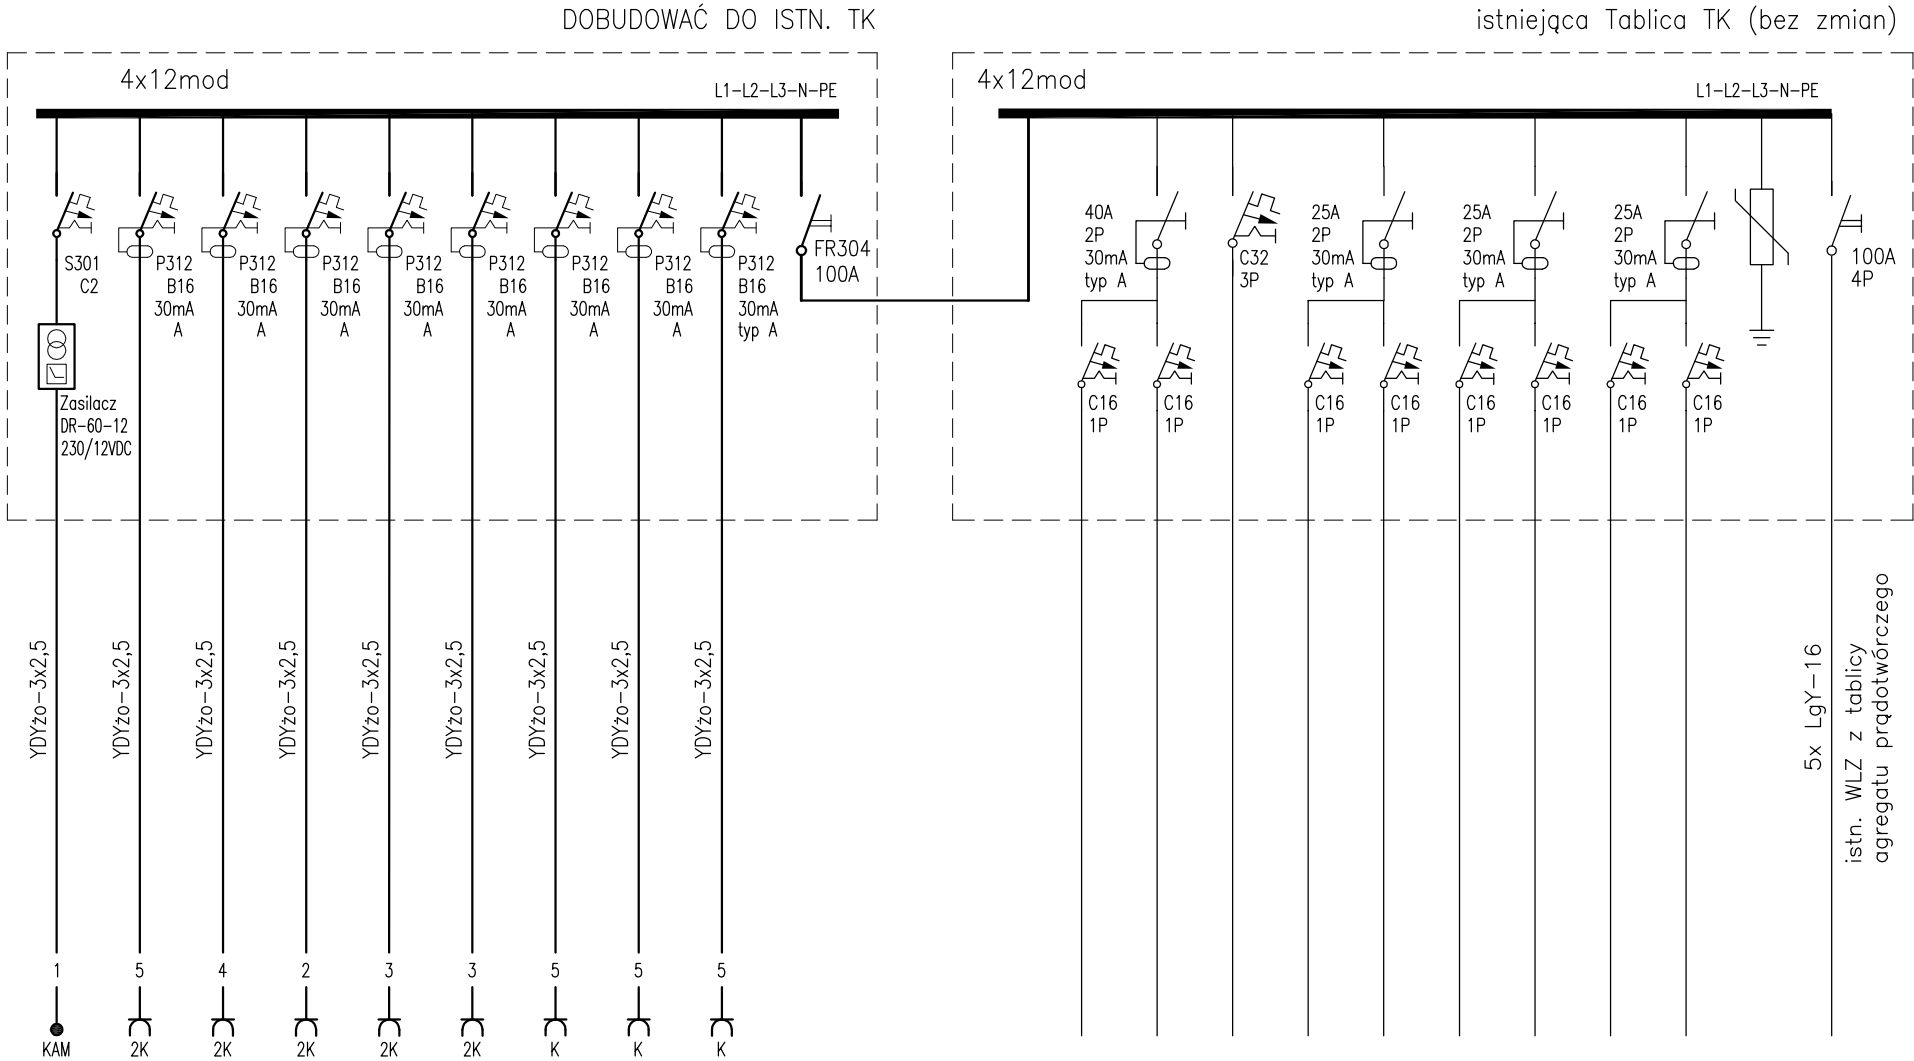 DOBUDOWAĆ DO ISTN. TK
istniejąca Tablica TK (bez zmian)
4x12mod
L1-L2-L3-N-PE
4x12mod
L1-L2-L3-N-PE
S301
C2
P312
B16
30mA
A
P312
B16
30mA
A
P312
B16
30mA
A
P312
B16
30mA
A
P312
B16
30mA
A
P312
B16
30mA
A
P312
B16
30mA
A
P312
B16
30mA
typ A
FR304
100A
Zasilacz
DR-60-12
230/12VDC
40A
2P
30mA
typ A
C32
3P
25A
2P
30mA
typ A
25A
2P
30mA
typ A
25A
2P
30mA
typ A
100A
4P
C16
1P
C16
1P
C16
1P
C16
1P
C16
1P
C16
1P
C16
1P
C16
1P
YDYżo-3x2,5
YDYżo-3x2,5
YDYżo-3x2,5
YDYżo-3x2,5
YDYżo-3x2,5
YDYżo-3x2,5
YDYżo-3x2,5
YDYżo-3x2,5
YDYżo-3x2,5
5x LgY-16
istn. WLZ z tablicy
agregatu prądotwórczego
1 5 4 2 3 3 5 5 5
KAM 2K 2K 2K 2K 2K K K K